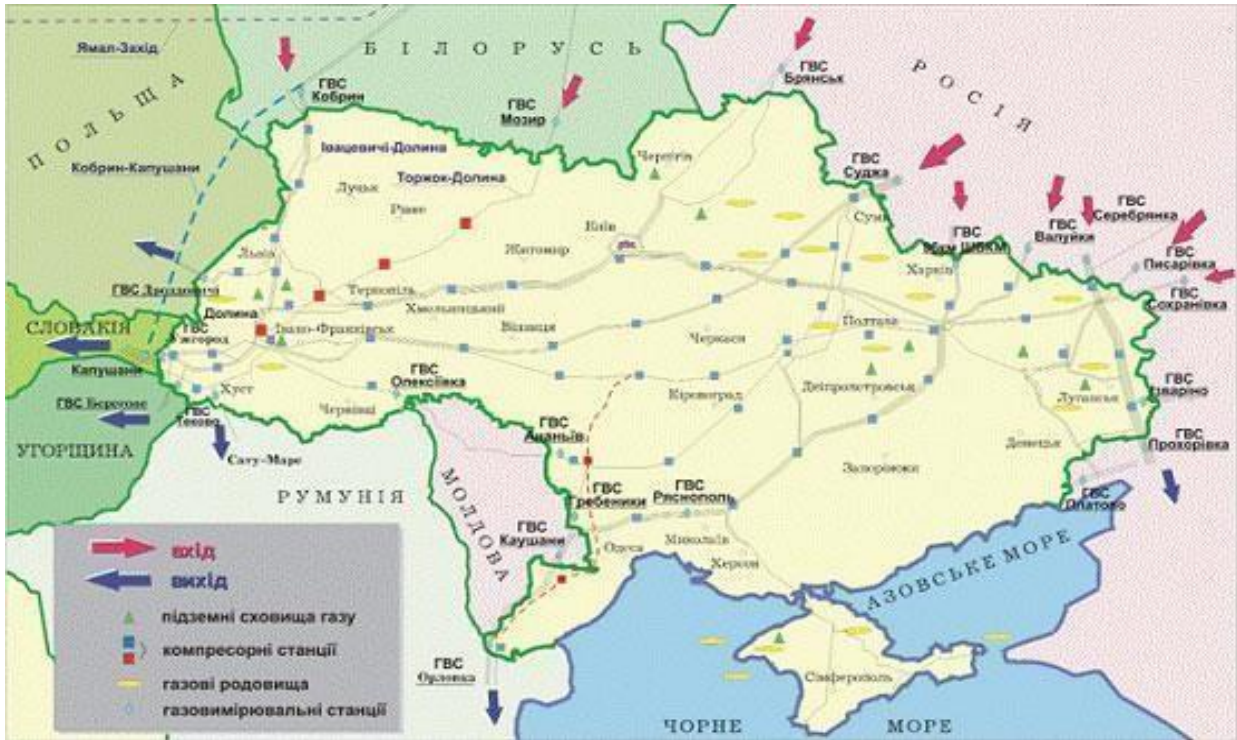 Ямал-Захід
БІЛОРУСЬ
ПОЛЬЩА
РОСІЯ
ГВС
Кобрин
ГВС
Мозир
ГВС
Брянськ
Івацевичі-Долина
Торжок-Долина
Кобрин-Капушани
Чернігів
ГВС
Суджа
Суми
Луцьк
Рівне
Київ
Житомир
ГВС
Серебрянка
ГВС
Валуйки
ГВС
Писарівка
ГВС
Сохранівка
Харків
Львів
ГВС Дроздовичі
Долина
Тернопіль
Хмельницький
СЛОВАКІЯ
ГВС
Ужгород
Івано-Франківськ
Вінниця
Черкаси
Полтава
Капушани
ГВС Берегове
Хуст
ГВС
Теково
Чернівці
ГВС
Олексіївка
Кіровоград
Дніпропетровськ
Луганськ
Донецьк
ГВС
Прохорівка
УГОРЩИНА
Сату-Маре
РУМУНІЯ
МОЛДОВА
ГВС
Ананьїв
ГВС
Гребеники
ГВС
Рясnополь
ГВС
Каушани
Запоріжжя
ГВС
Платово
Одеса
Миколаїв
Херсон
АЗОВСЬКЕ МОРЕ
вхід
вихід
підземні сховища газу
компресорні станції
газові родовища
газовимірювальні станції
ГВС
Орловка
Сімферополь
ЧОРНЕ МОРЕ